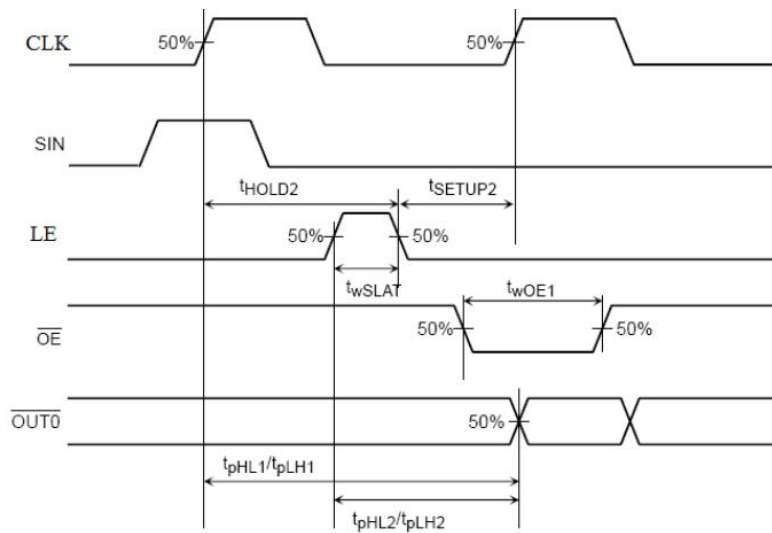 CLK
50%
50%
SIN
tHOLD2
tSETUP2
LE
50%
50%
twSLAT
twOE1
OE
50%
50%
OUT0
50%
tpHL1/tpLH1
tpHL2/tpLH2